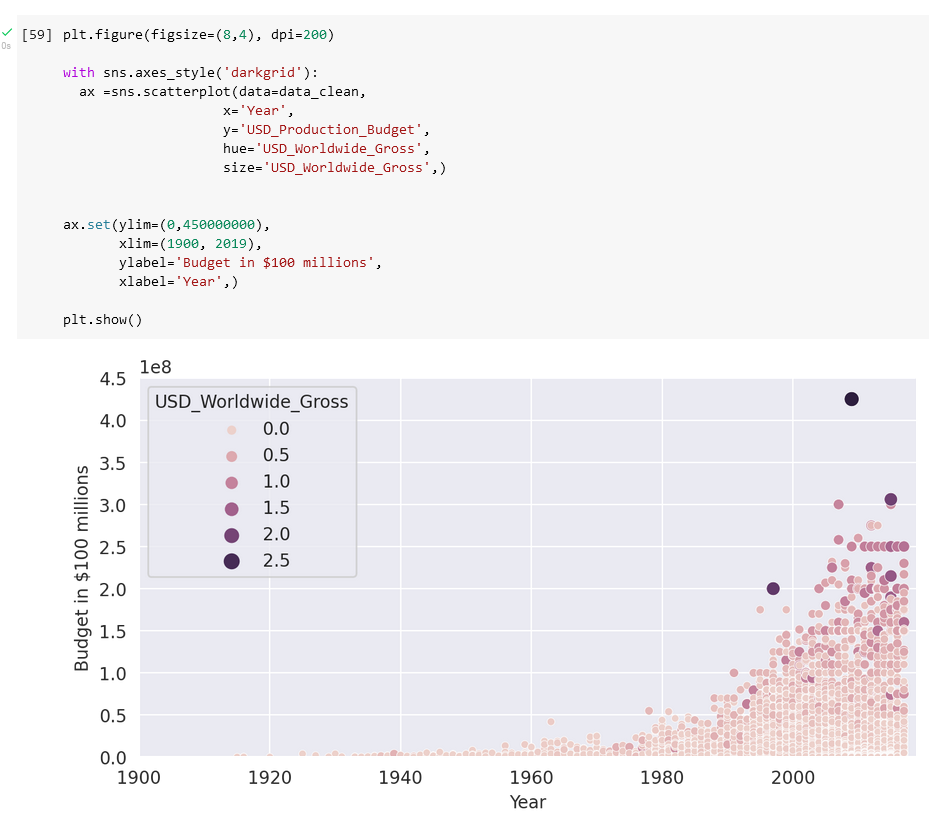 [59] plt.figure(figsize=(8,4), dpi=200)
0s
with sns.axes_style('darkgrid'):
ax =sns.scatterplot(data=data_clean,
x='Year',
y='USD_Production_Budget',
hue='USD_Worldwide_Gross',
size='USD_Worldwide_Gross',)
ax.set(ylim=(0,450000000),
xlim=(1900, 2019),
ylabel='Budget in $100 millions',
xlabel='Year',)
plt.show()
1e8
4.5
4.0
3.5
3.0
2.5
2.0
1.5
1.0
0.5
0.0
Budget in $100 millions
USD_Worldwide_Gross
0.0
0.5
1.0
1.5
2.0
2.5
1900 1920 1940 1960 1980 2000
Year